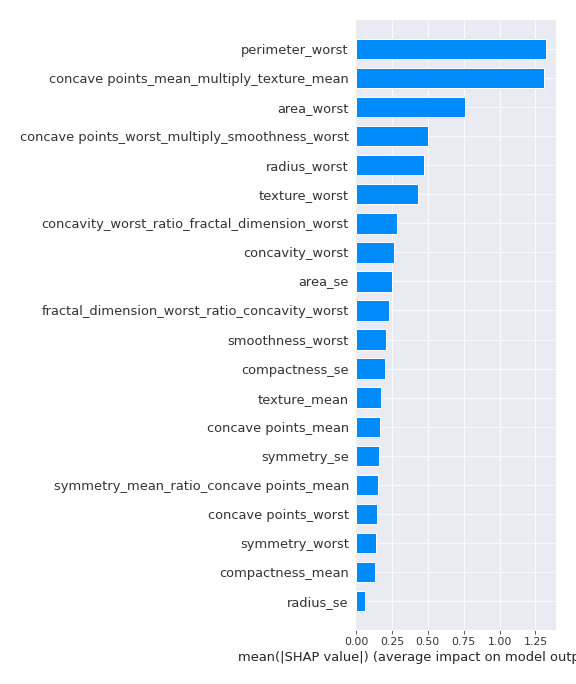 perimeter_worst
concave points_mean_multiply_texture_mean
area_worst
concave points_worst_multiply_smoothness_worst
radius_worst
texture_worst
concavity_worst_ratio_fractal_dimension_worst
concavity_worst
area_se
fractal_dimension_worst_ratio_concavity_worst
smoothness_worst
compactness_se
texture_mean
concave points_mean
symmetry_se
symmetry_mean_ratio_concave points_mean
concave points_worst
symmetry_worst
compactness_mean
radius_se
0.00 0.25 0.50 0.75 1.00 1.25
mean(|SHAP value|) (average impact on model outp